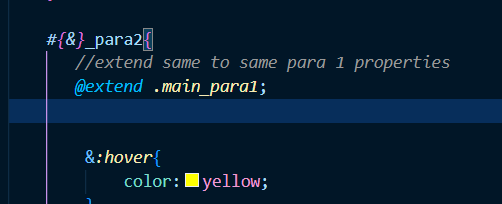 #{&}_para2{
//extend same to same para 1 properties
@extend .main_para1;
&:hover{
color:yellow;